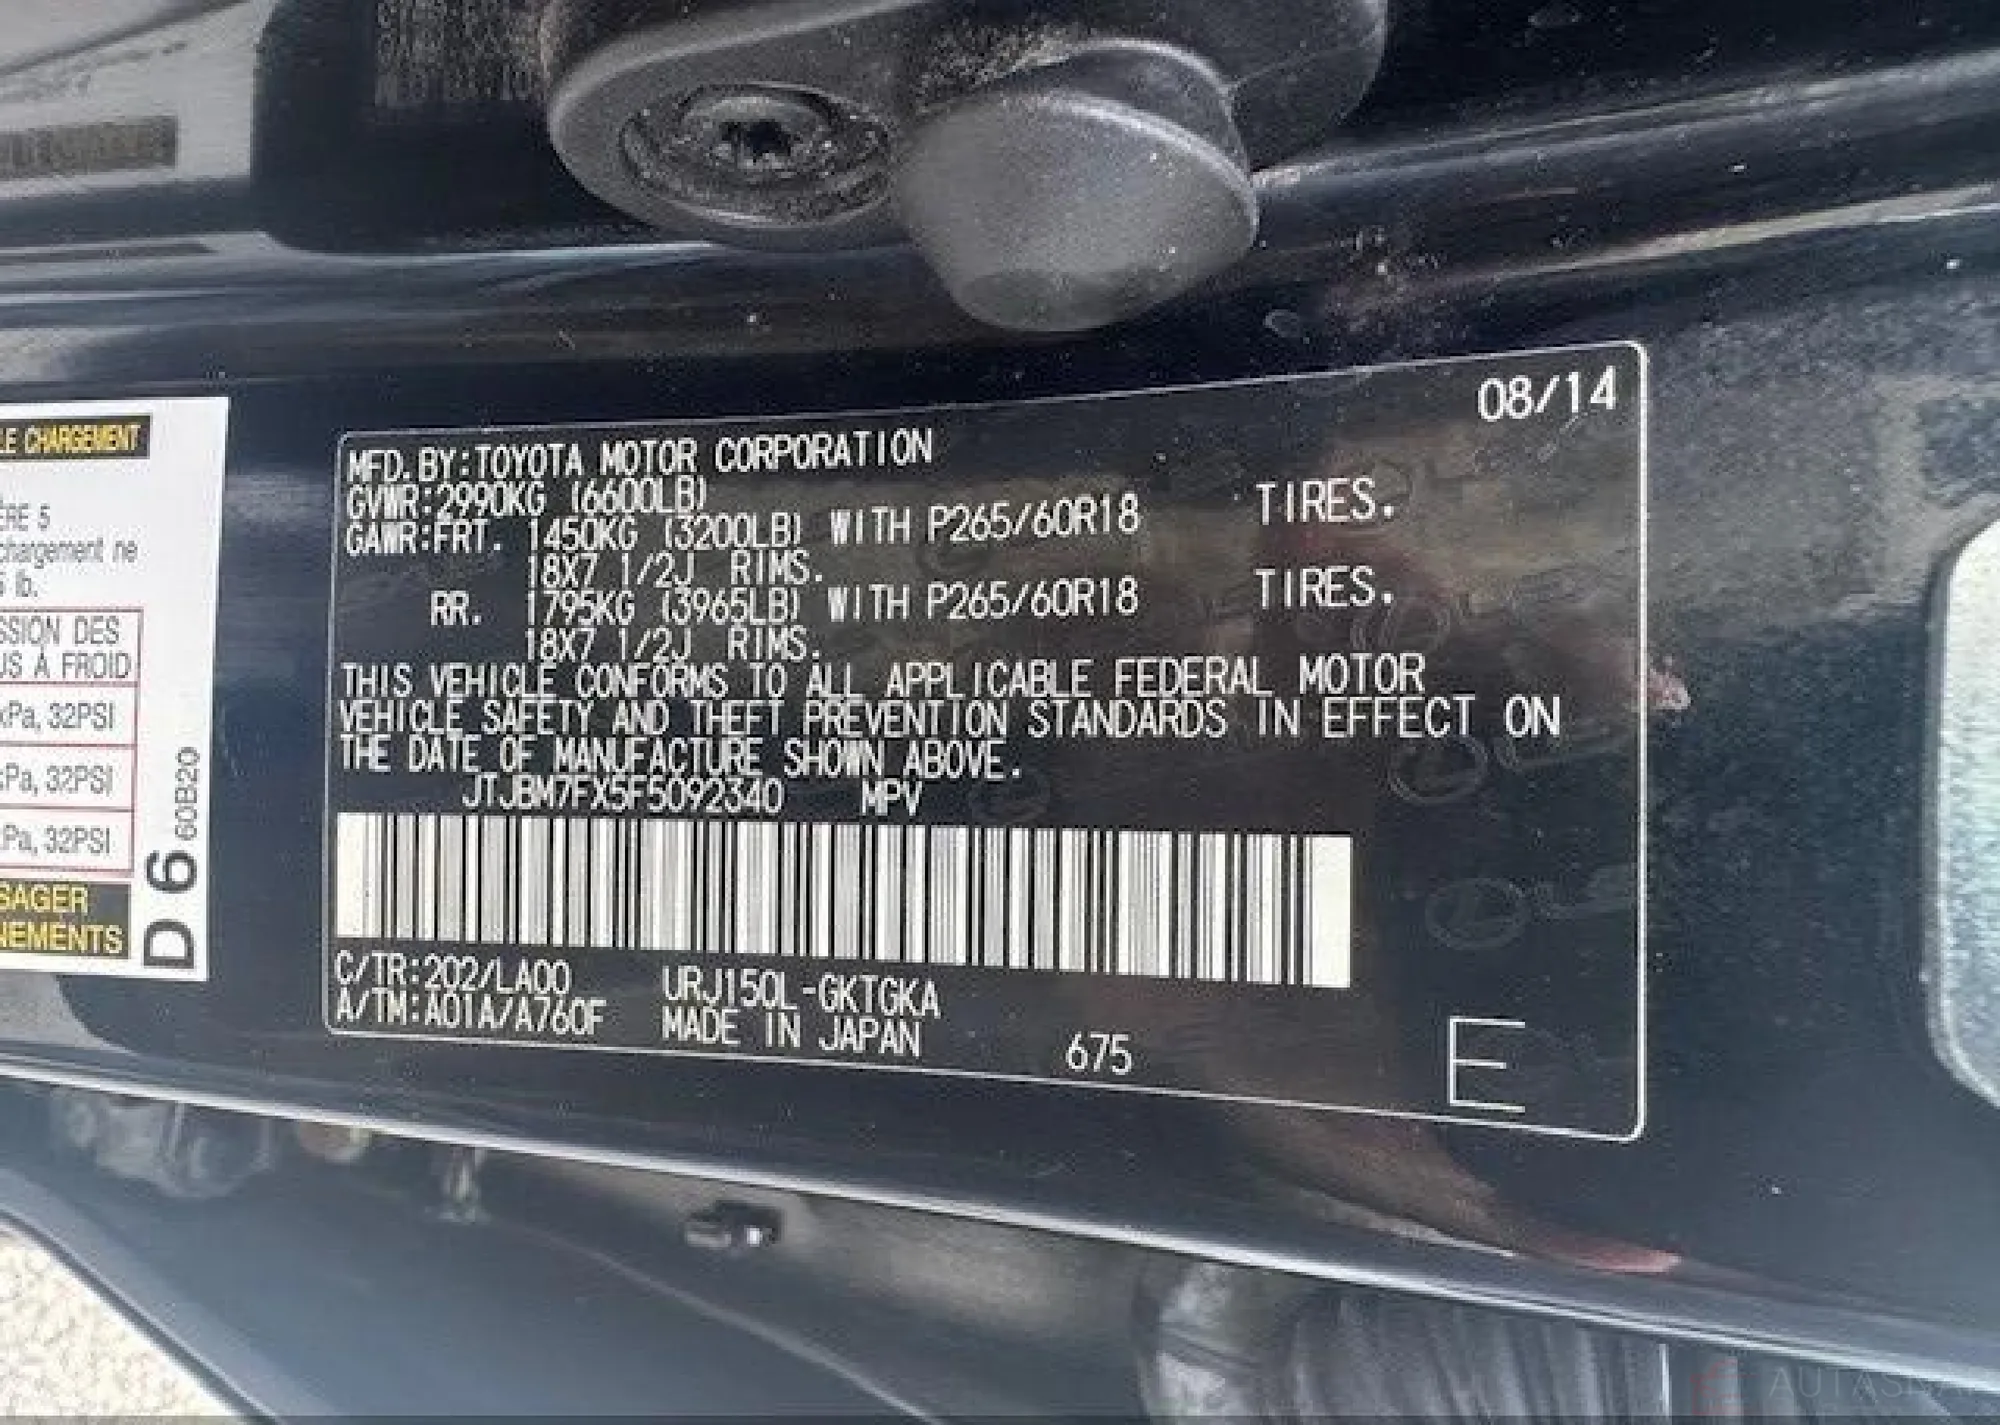 LE CHARGEMENT
ÈRE 5
chargement ne
lb.
SSION DES
US À FROID
kPa, 32PSI
kPa, 32PSI
kPa, 32PSI
SAGER
NEMENTS
D 6 60B20
08/14
MFD. BY:TOYOTA MOTOR CORPORATION
GVWR:2990KG (6600LB)
GAWR:FRT. 1450KG (3200LB) WITH P265/60R18 TIRES.
18X7 1/2J RIMS.
RR. 1795KG (3965LB) WITH P265/60R18 TIRES.
18X7 1/2J RIMS.
THIS VEHICLE CONFORMS TO ALL APPLICABLE FEDERAL MOTOR
VEHICLE SAFETY AND THEFT PREVENTION STANDARDS IN EFFECT ON
THE DATE OF MANUFACTURE SHOWN ABOVE.
JTJBM7FX5F5092340 MPV
C/TR:202/LA00 URJ150L-GKTGKA
A/TM:A01A/A760F MADE IN JAPAN
675
E